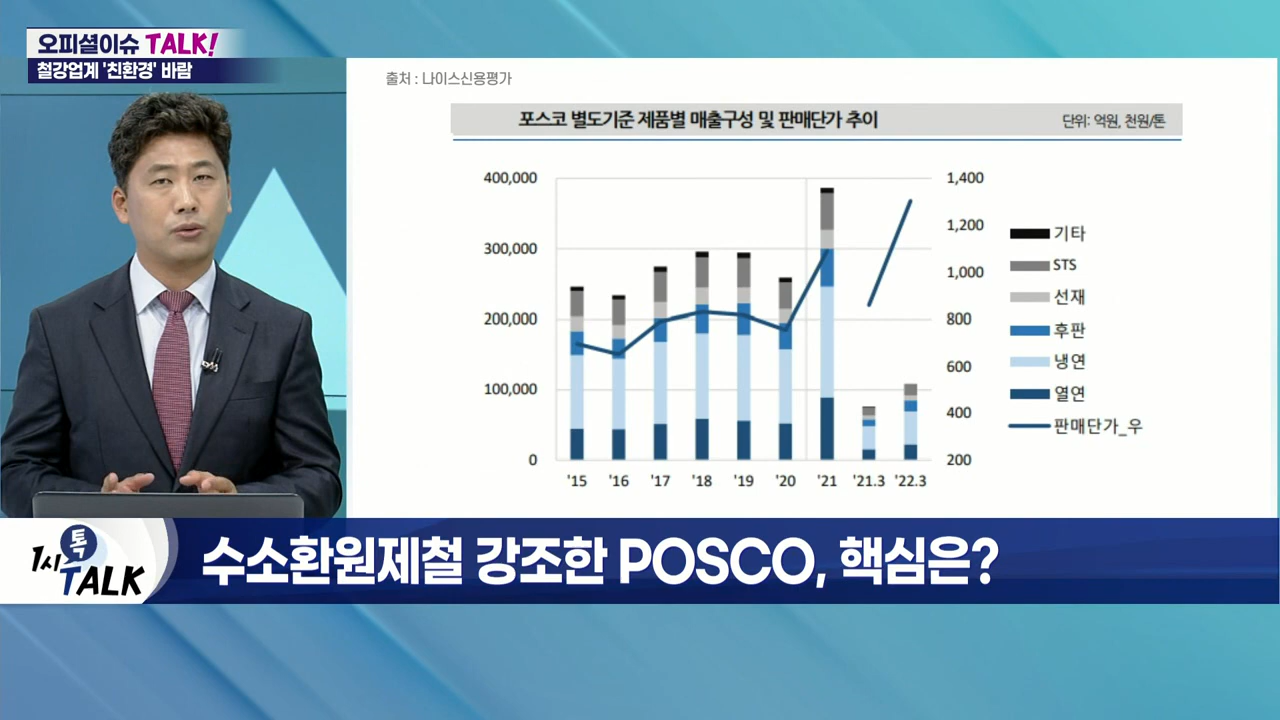 오피셜이슈 TALK!
철강업계 '친환경' 바람
출처 : 나이스신용평가
포스코 별도기준 제품별 매출구성 및 판매단가 추이
단위: 억원, 천원/톤
400,000
300,000
200,000
100,000
0
1,400
1,200
1,000
800
600
400
200
'15 '16 '17 '18 '19 '20 '21 '21.3 '22.3
기타
STS
선재
후판
냉연
열연
판매단가_우
1시 톡 TALK
수소환원제철 강조한 POSCO, 핵심은?